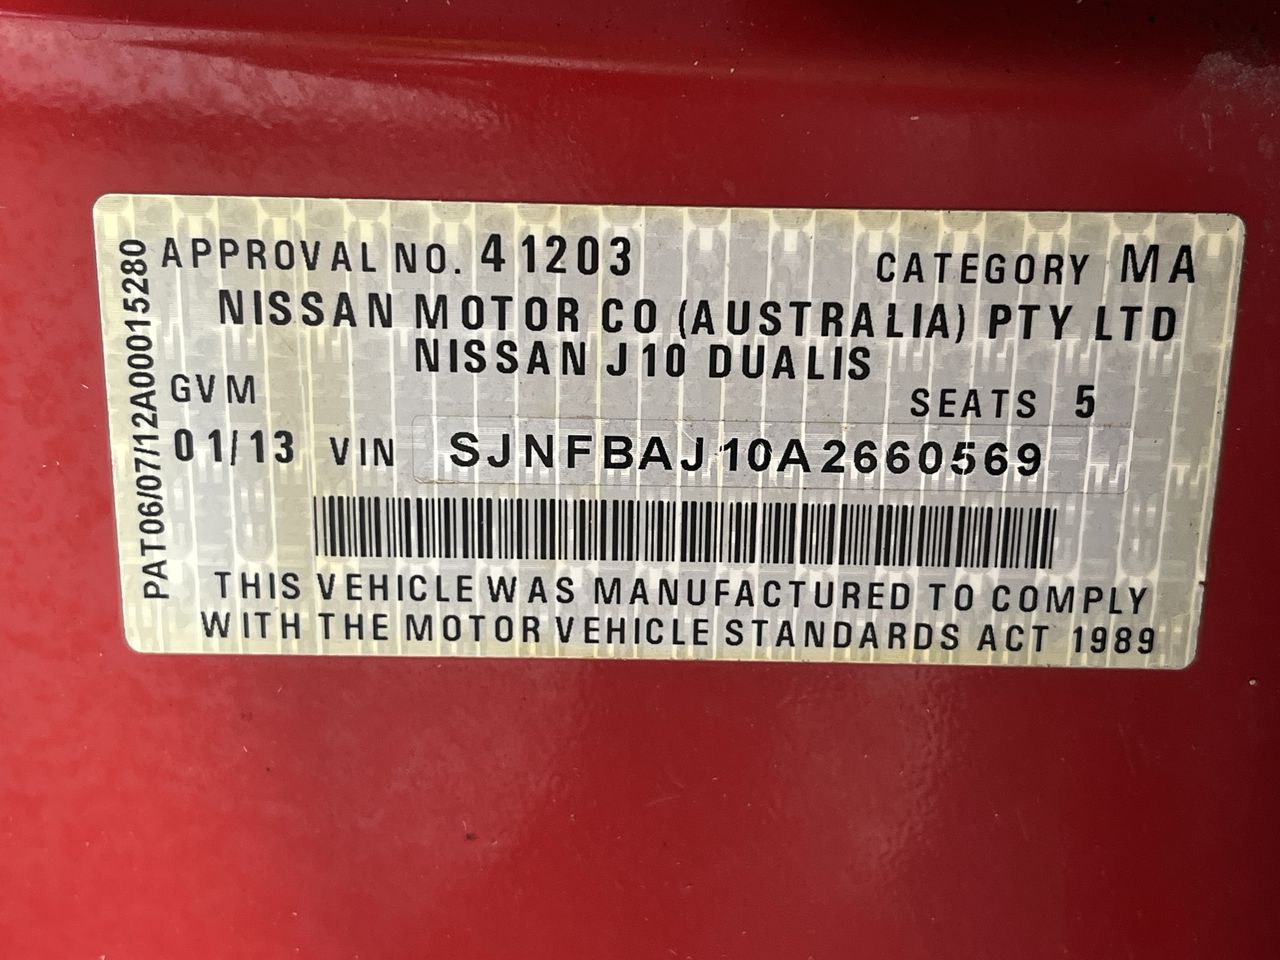 PAT06/07/12A00015280
APPROVAL NO. 41203 CATEGORY MA
NISSAN MOTOR CO (AUSTRALIA) PTY LTD
NISSAN J10 DUALIS
GVM SEATS 5
01/13 VIN SJNFBAJ10A2660569
THIS VEHICLE WAS MANUFACTURED TO COMPLY
WITH THE MOTOR VEHICLE STANDARDS ACT 1989